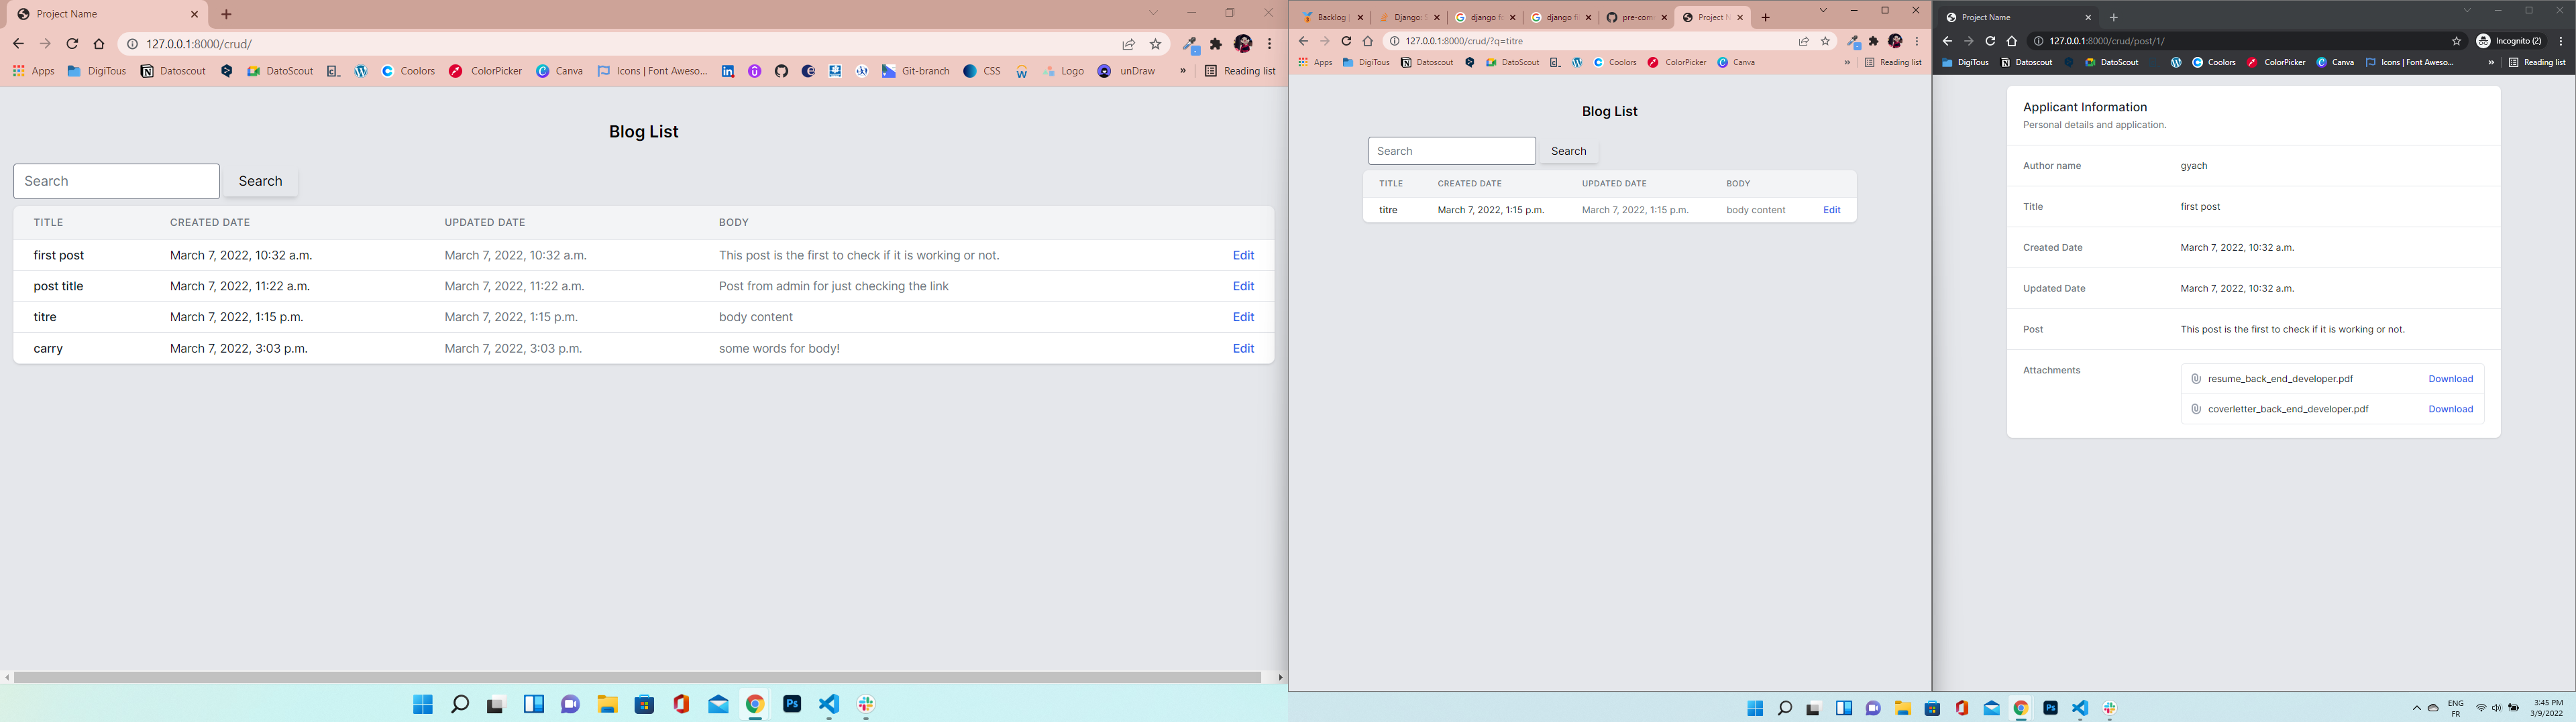 Project Name
127.0.0.1:8000/crud/
Apps DigiTous Datoscout DatoScout Coolors ColorPicker Canva Icons | Font Aweso... Git-branch CSS Logo unDraw » Reading list
Blog List
Search Search
TITLE CREATED DATE UPDATED DATE BODY
first post March 7, 2022, 10:32 a.m. March 7, 2022, 10:32 a.m. This post is the first to check if it is working or not. Edit
post title March 7, 2022, 11:22 a.m. March 7, 2022, 11:22 a.m. Post from admin for just checking the link Edit
titre March 7, 2022, 1:15 p.m. March 7, 2022, 1:15 p.m. body content Edit
carry March 7, 2022, 3:03 p.m. March 7, 2022, 3:03 p.m. some words for body! Edit
Backlog Django: django fo django fi pre-com Project N
127.0.0.1:8000/crud/?q=titre
Apps DigiTous Datoscout DatoScout Coolors ColorPicker Canva » Reading list
Blog List
Search Search
TITLE CREATED DATE UPDATED DATE BODY
titre March 7, 2022, 1:15 p.m. March 7, 2022, 1:15 p.m. body content Edit
Project Name
127.0.0.1:8000/crud/post/1/ Incognito (2)
DigiTous Datoscout DatoScout Coolors ColorPicker Canva Icons | Font Aweso... » Reading list
Applicant Information
Personal details and application.
Author name gyach
Title first post
Created Date March 7, 2022, 10:32 a.m.
Updated Date March 7, 2022, 10:32 a.m.
Post This post is the first to check if it is working or not.
Attachments resume_back_end_developer.pdf Download
coverletter_back_end_developer.pdf Download
Ps
Ps
ENG 3:45 PM
FR 3/9/2022